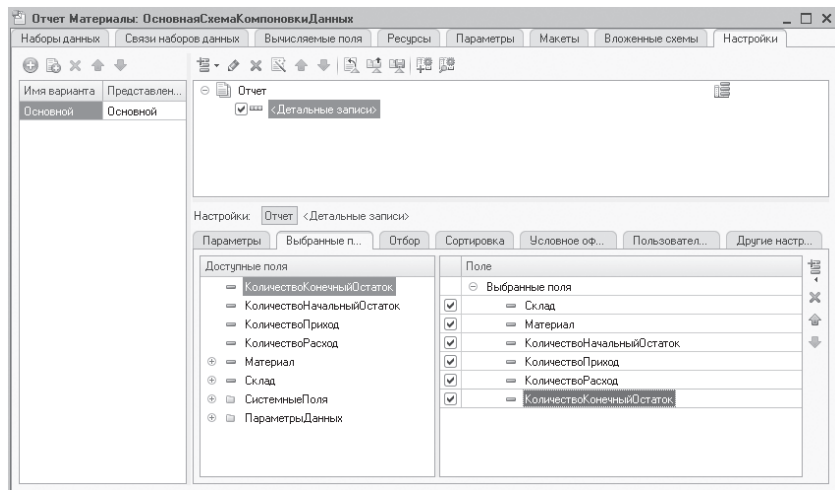 Отчет Материалы: ОсновнаяСхемаКомпоновкиДанных
Наборы данных Связи наборов данных Вычисляемые поля Ресурсы Параметры Макеты Вложенные схемы Настройки
Имя варианта Представлен...
Основной Основной
Отчет
<Детальные записи>
Настройки: Отчет <Детальные записи>
Параметры Выбранные п... Отбор Сортировка Условное оф... Пользовател... Другие настр...
Доступные поля
КоличествоКонечныйОстаток
КоличествоНачальныйОстаток
КоличествоПриход
КоличествоРасход
Материал
Склад
СистемныеПоля
ПараметрыДанных
Поле
Выбранные поля
Склад
Материал
КоличествоНачальныйОстаток
КоличествоПриход
КоличествоРасход
КоличествоКонечныйОстаток